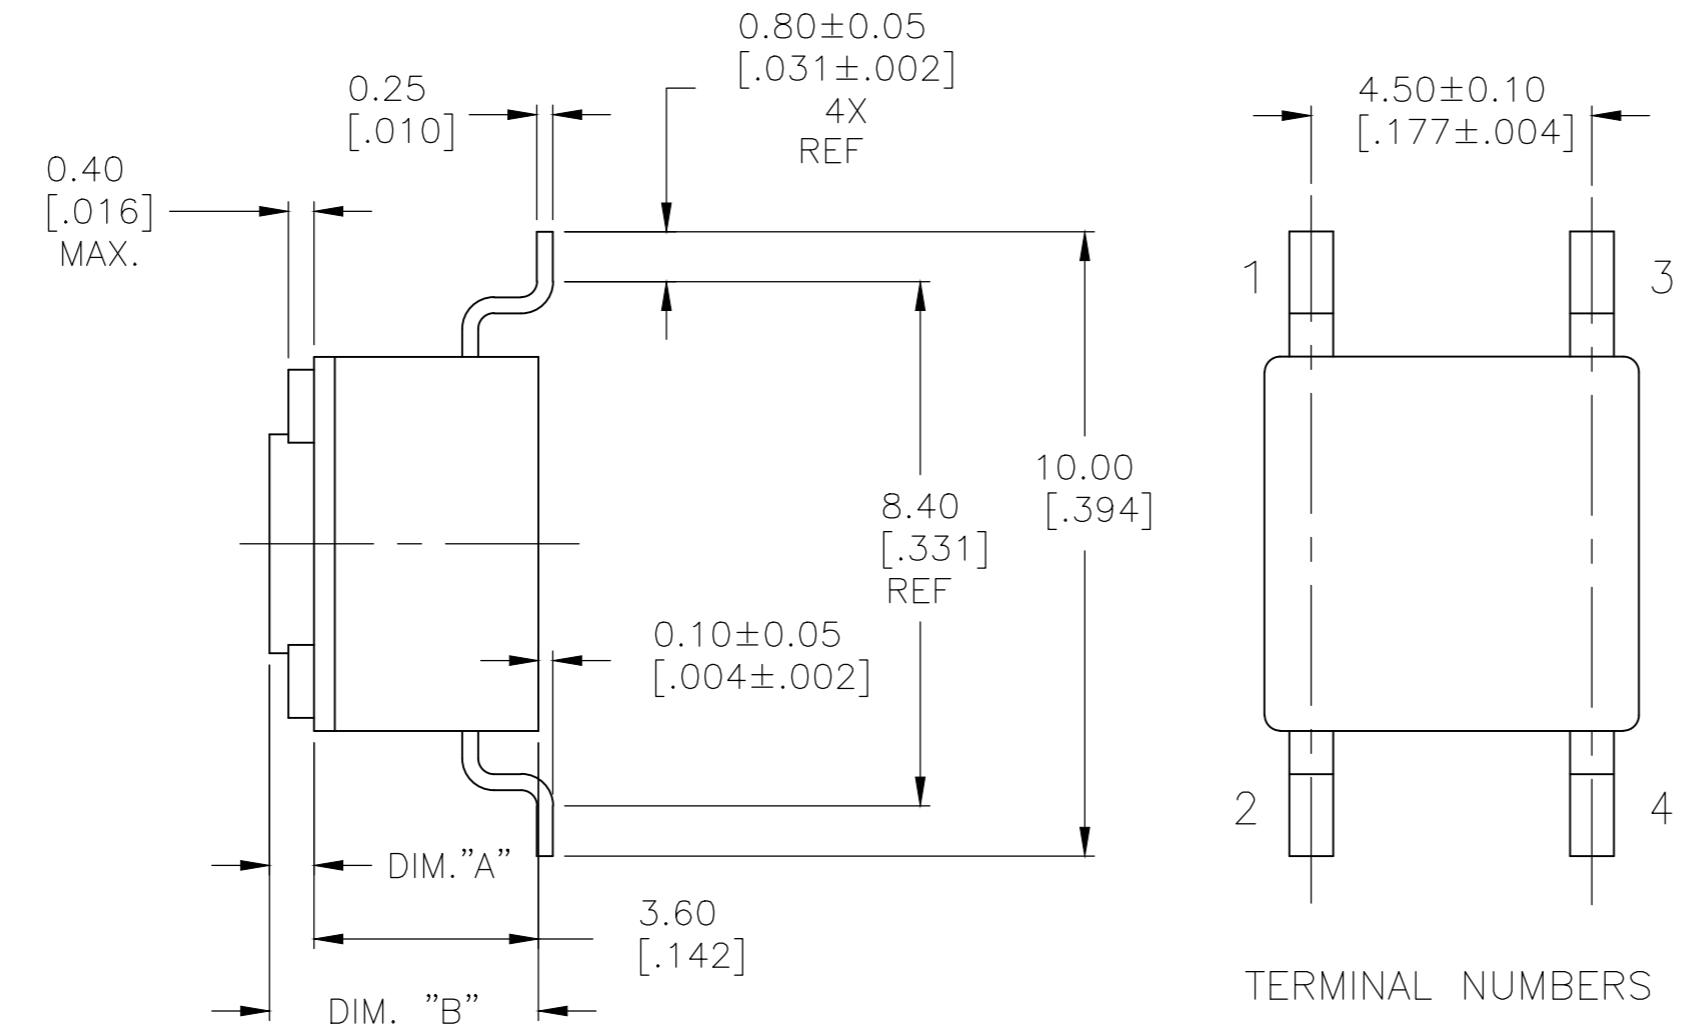 0.80±0.05
[.031±.002]
4X
REF
0.25
[.010]
4.50±0.10
[.177±.004]
0.40
[.016]
MAX.
1
3
10.00
[.394]
8.40
[.331]
REF
0.10±0.05
[.004±.002]
2
4
DIM."A"
3.60
[.142]
DIM. "B"
TERMINAL NUMBERS